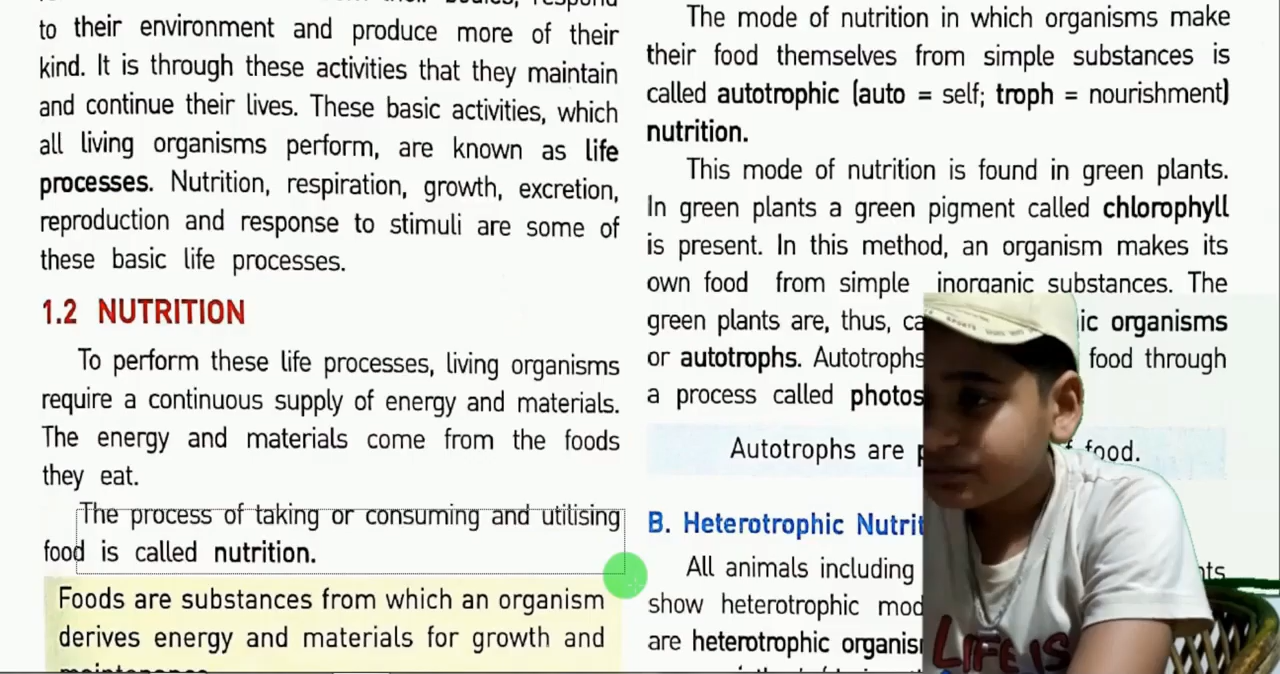 to their environment and produce more of their
kind. It is through these activities that they maintain
and continue their lives. These basic activities, which
all living organisms perform, are known as life
processes. Nutrition, respiration, growth, excretion,
reproduction and response to stimuli are some of
these basic life processes.
1.2 NUTRITION
To perform these life processes, living organisms
require a continuous supply of energy and materials.
The energy and materials come from the foods
they eat.
The process of taking or consuming and utilising
food is called nutrition.
Foods are substances from which an organism
derives energy and materials for growth and
The mode of nutrition in which organisms make
their food themselves from simple substances is
called autotrophic (auto = self; troph = nourishment)
nutrition.
This mode of nutrition is found in green plants.
In green plants a green pigment called chlorophyll
is present. In this method, an organism makes its
own food from simple inorganic substances. The
green plants are, thus, ic organisms
or autotrophs. Autotrophs food through
a process called
Autotrophs are food.
B. Heterotrophic
All animals including
show heterotrophic
are heterotrophic
LIFE IS